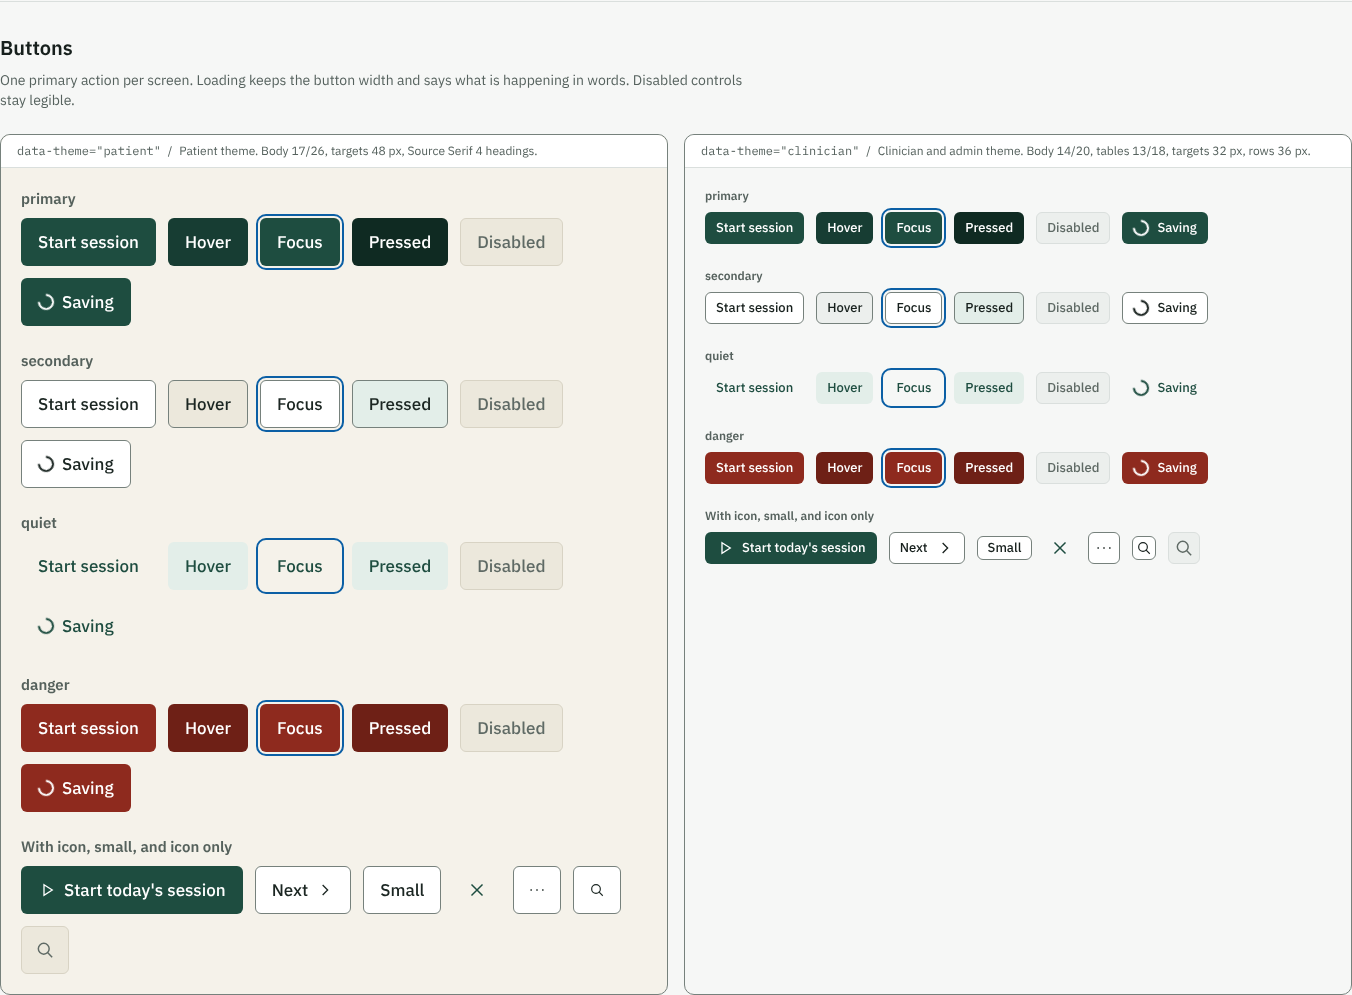 Buttons
One primary action per screen. Loading keeps the button width and says what is happening in words. Disabled controls
stay legible.
data-theme="patient" / Patient theme. Body 17/26, targets 48 px, Source Serif 4 headings.
primary
Start session Hover Focus Pressed Disabled
Saving
secondary
Start session Hover Focus Pressed Disabled
Saving
quiet
Start session Hover Focus Pressed Disabled
Saving
danger
Start session Hover Focus Pressed Disabled
Saving
With icon, small, and icon only
Start today's session Next Small
data-theme="clinician" / Clinician and admin theme. Body 14/20, tables 13/18, targets 32 px, rows 36 px.
primary
Start session Hover Focus Pressed Disabled Saving
secondary
Start session Hover Focus Pressed Disabled Saving
quiet
Start session Hover Focus Pressed Disabled Saving
danger
Start session Hover Focus Pressed Disabled Saving
With icon, small, and icon only
Start today's session Next Small